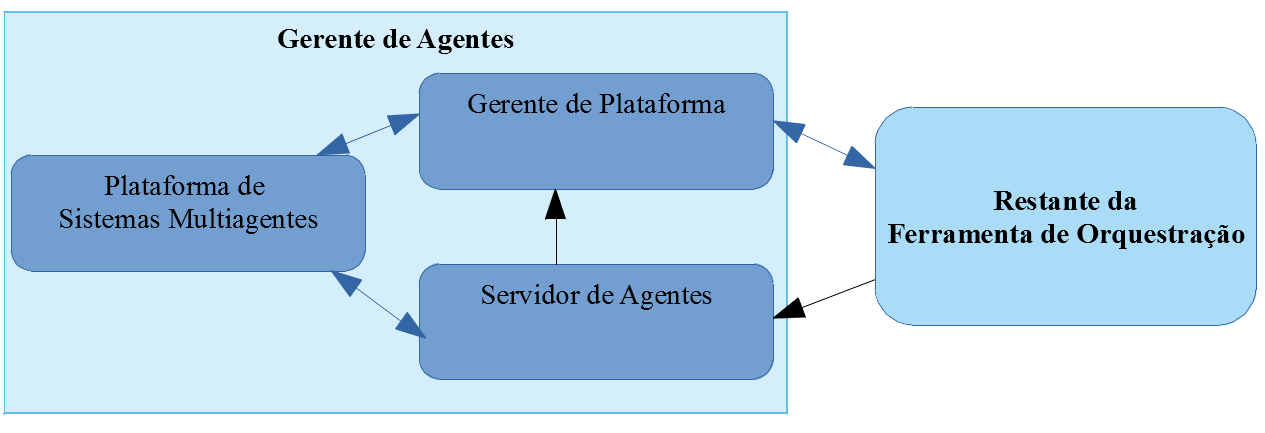 Gerente de Agentes
Gerente de Plataforma
Plataforma de
Sistemas Multiagentes
Servidor de Agentes
Restante da
Ferramenta de Orquestração